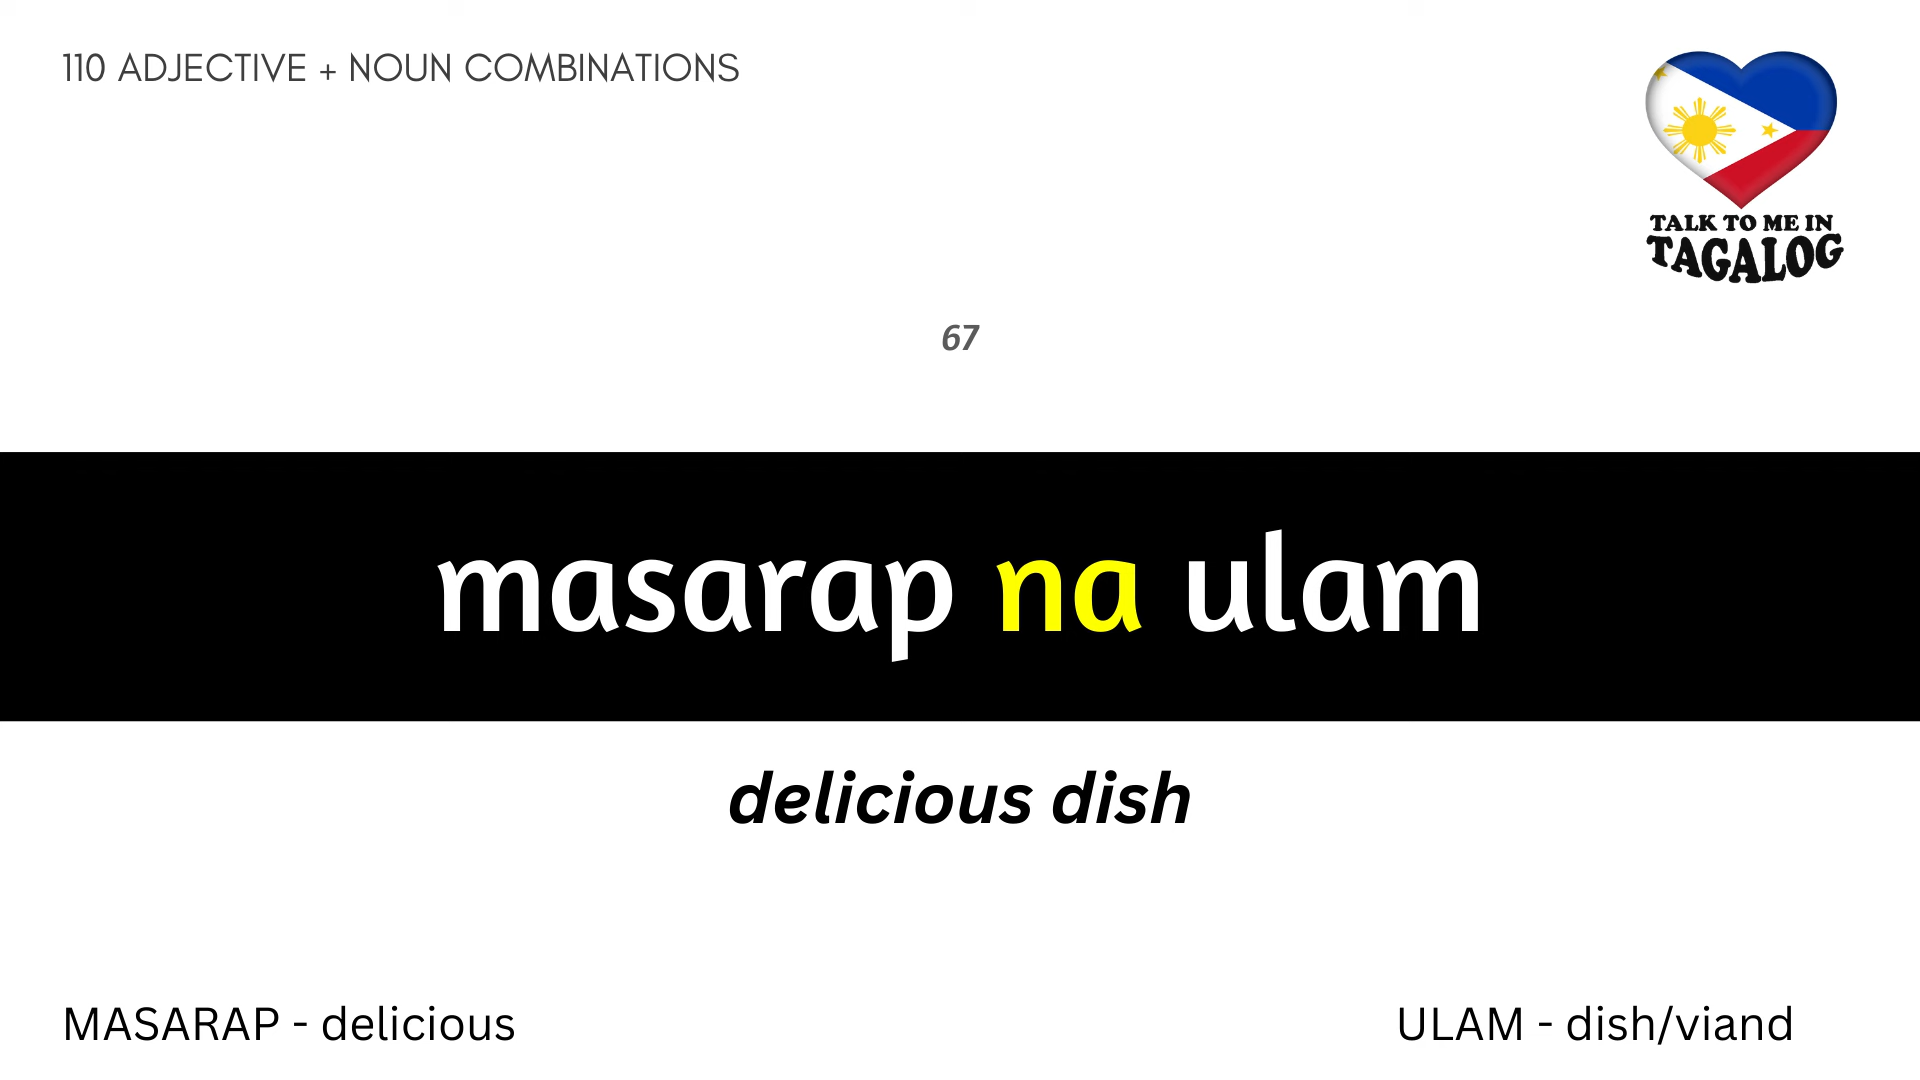 110 ADJECTIVE + NOUN COMBINATIONS
TALK TO ME IN
TAGALOG
67
masarap na ulam
delicious dish
MASARAP - delicious
ULAM - dish/viand